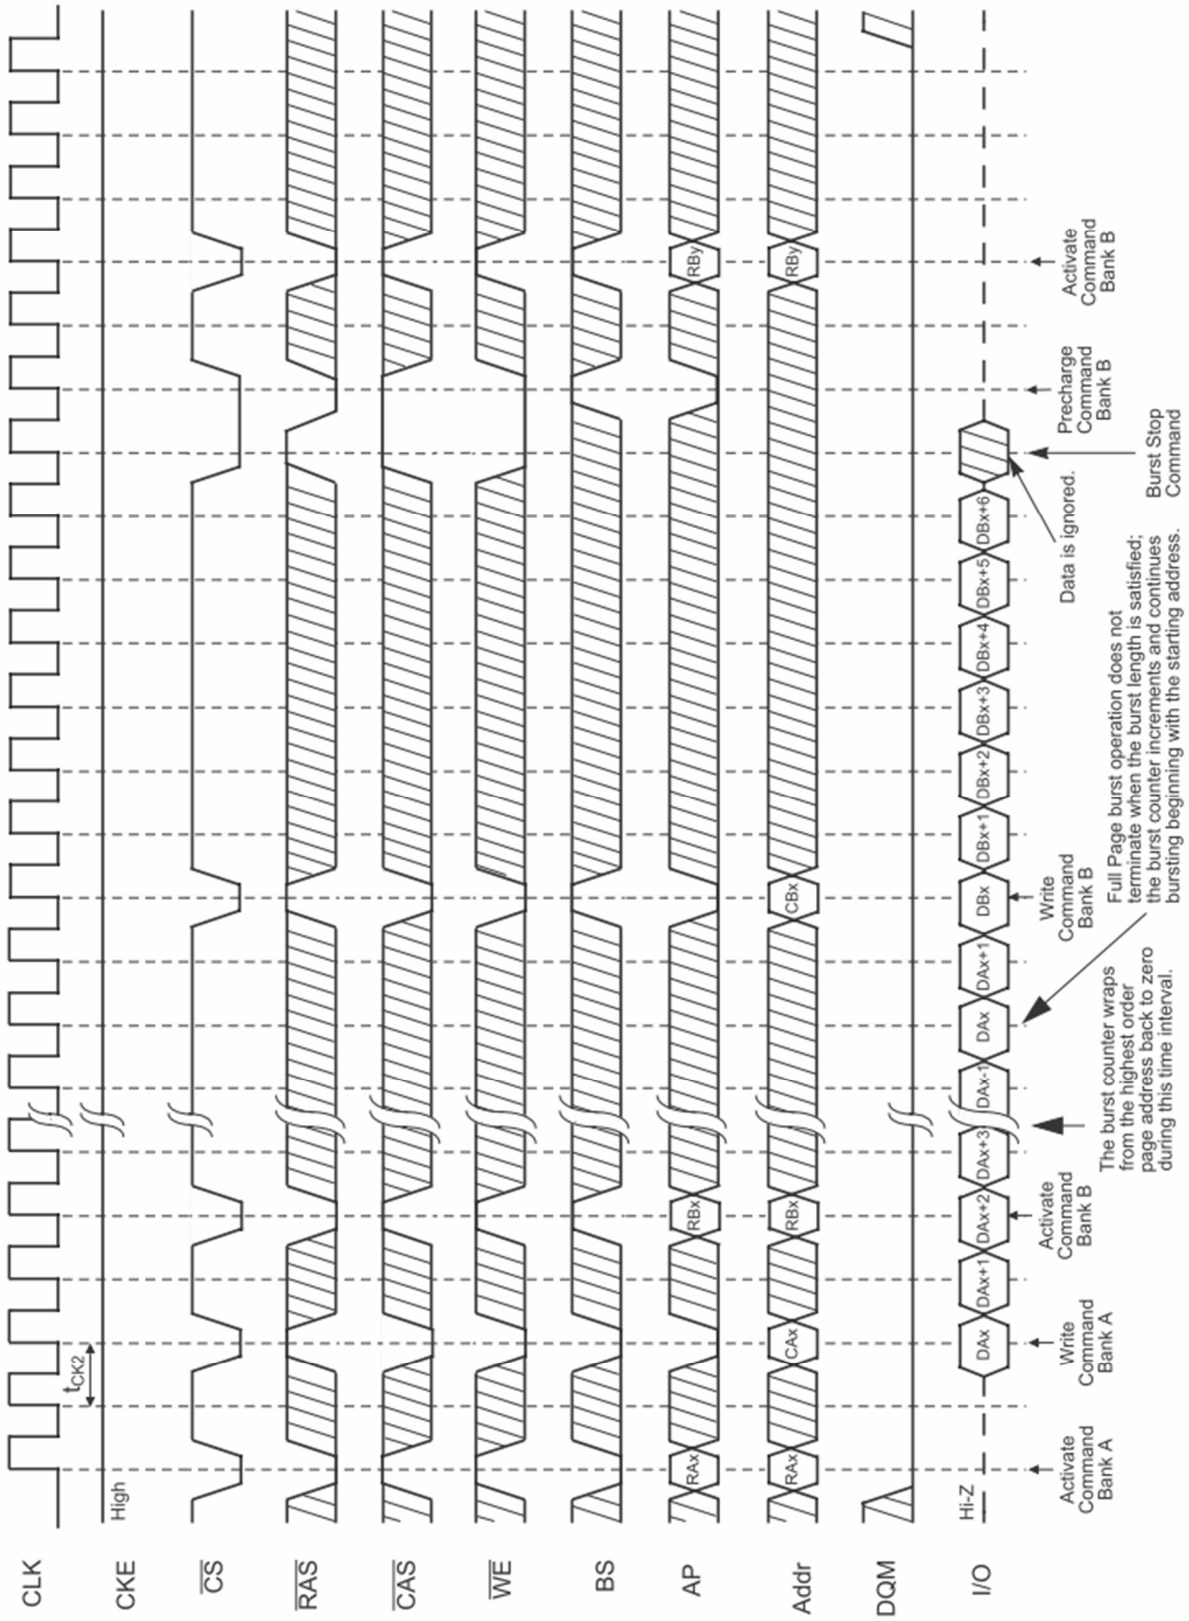 CLK
CKE
CS
RAS
CAS
WE
BS
AP
Addr
DQM
I/O
tCK2
High
RAx
RBx
RBy
RAx
CAx
RBx
CBx
RBy
Hi-Z
DAx
DAx+1
DAx+2
DAx+3
DAx-1
DAx
DAx+1
DBx
DBx+1
DBx+2
DBx+3
DBx+4
DBx+5
DBx+6
Activate
Command
Bank A
Write
Command
Bank A
Activate
Command
Bank B
The burst counter wraps
from the highest order
page address back to zero
during this time interval.
Write
Command
Bank B
Full Page burst operation does not
terminate when the burst length is satisfied;
the burst counter increments and continues
bursting beginning with the starting address.
Data is ignored.
Burst Stop
Command
Precharge
Command
Bank B
Activate
Command
Bank B